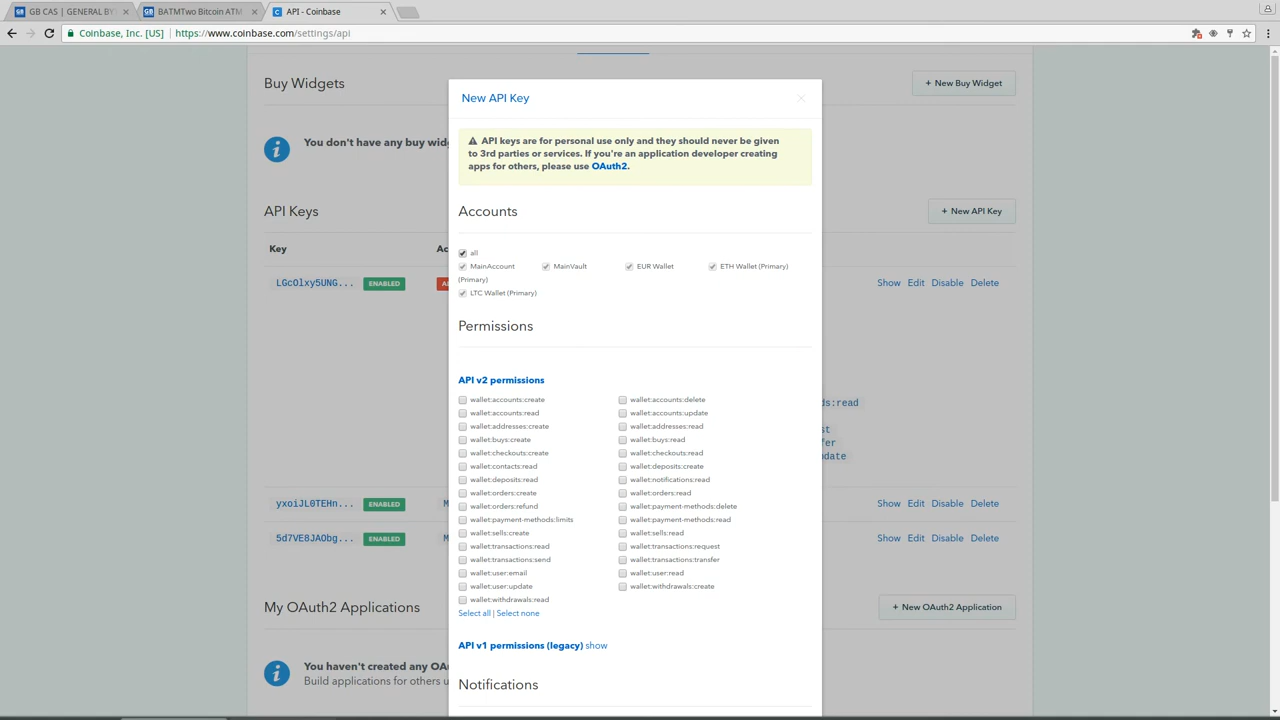 GB CAS | GENERAL BY
BATMTwo Bitcoin ATM
API - Coinbase
Coinbase, Inc. [US] | https://www.coinbase.com/settings/api
Buy Widgets
+ New Buy Widget
You don't have any buy widg
API Keys
+ New API Key
Key
Ac
LGcOlxy5UNG... ENABLED
Show Edit Disable Delete
ds:read
st
fer
date
yxoiJL0TEHn... ENABLED M
Show Edit Disable Delete
5d7VE8JAObg... ENABLED M
Show Edit Disable Delete
My OAuth2 Applications
+ New OAuth2 Application
You haven't created any OAu
Build applications for others u
New API Key
API keys are for personal use only and they should never be given
to 3rd parties or services. If you're an application developer creating
apps for others, please use OAuth2.
Accounts
all
MainAccount (Primary)
MainVault
EUR Wallet
ETH Wallet (Primary)
LTC Wallet (Primary)
Permissions
API v2 permissions
wallet:accounts:create wallet:accounts:delete
wallet:accounts:read wallet:accounts:update
wallet:addresses:create wallet:addresses:read
wallet:buys:create wallet:buys:read
wallet:checkouts:create wallet:checkouts:read
wallet:contacts:read wallet:deposits:create
wallet:deposits:read wallet:notifications:read
wallet:orders:create wallet:orders:read
wallet:orders:refund wallet:payment-methods:delete
wallet:payment-methods:limits wallet:payment-methods:read
wallet:sells:create wallet:sells:read
wallet:transactions:read wallet:transactions:request
wallet:transactions:send wallet:transactions:transfer
wallet:user:email wallet:user:read
wallet:user:update wallet:withdrawals:create
wallet:withdrawals:read
Select all | Select none
API v1 permissions (legacy) show
Notifications